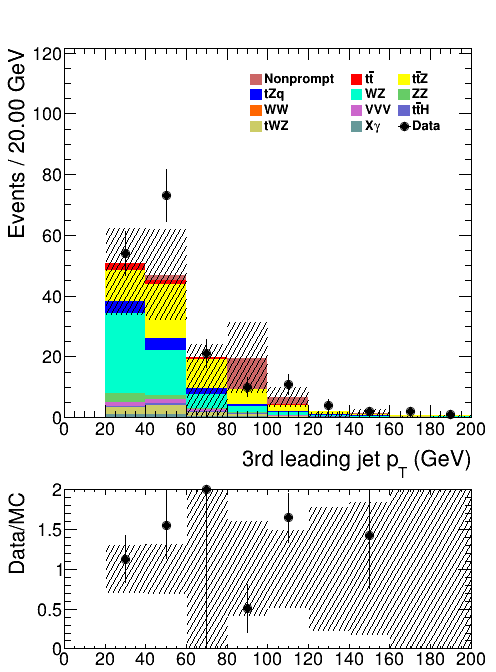 Events / 20.00 GeV
120
100
80
60
40
20
0
Nonprompt tt̄ tt̄Z
tZq WZ ZZ
WW VVV tt̄H
tWZ Xγ Data
0 20 40 60 80 100 120 140 160 180 200
3rd leading jet p_T (GeV)
Data/MC
2
1.5
1
0.5
0
0 20 40 60 80 100 120 140 160 180 200